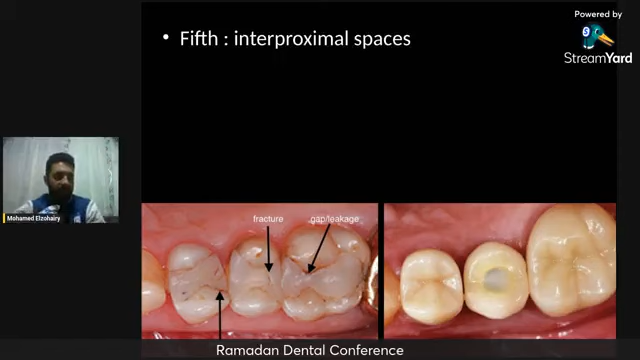 Powered by
StreamYard
• Fifth : interproximal spaces
Mohamed Elzohairy
fracture
gap/leakage
Ramadan Dental Conference